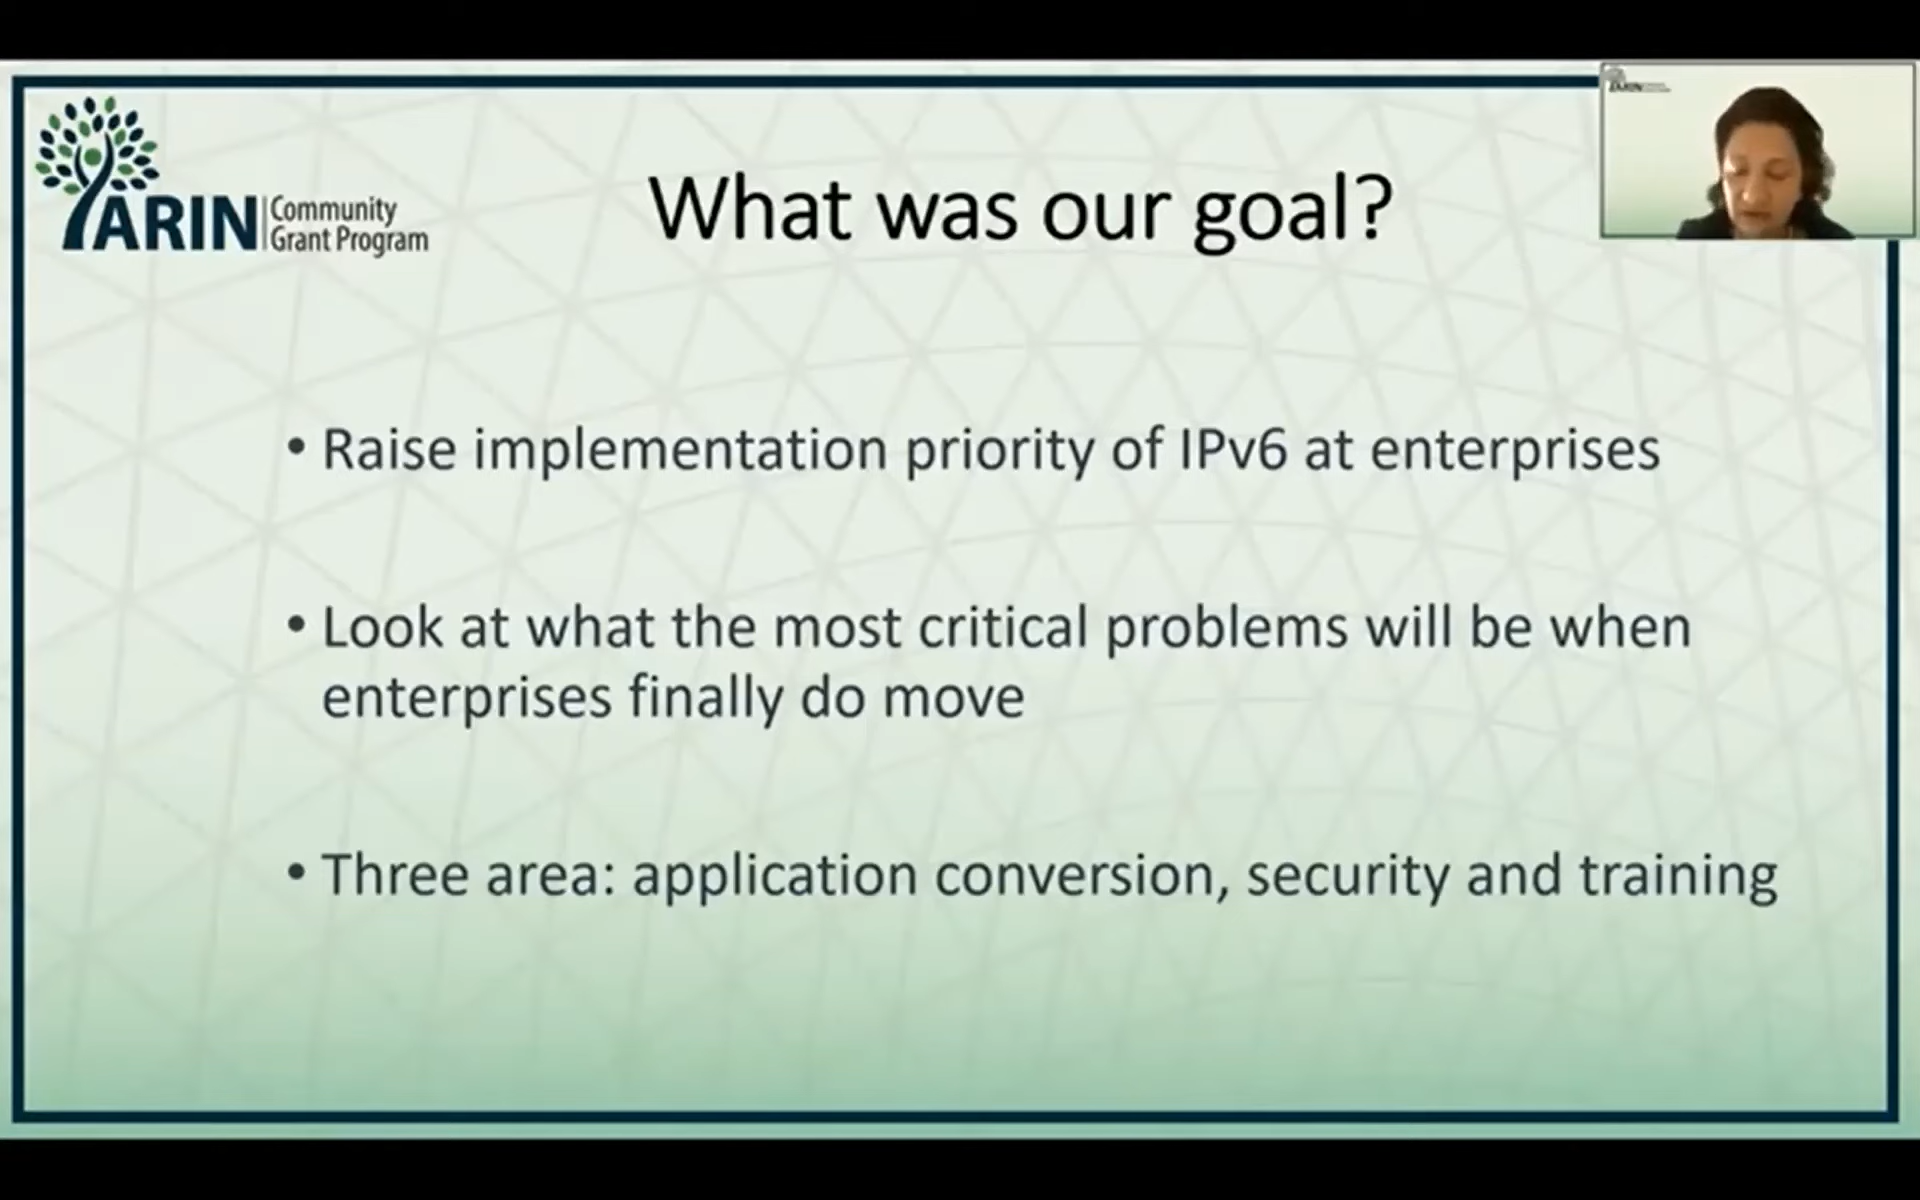 ARIN
Community
Grant Program
What was our goal?
• Raise implementation priority of IPv6 at enterprises
• Look at what the most critical problems will be when
enterprises finally do move
• Three area: application conversion, security and training
ARIN